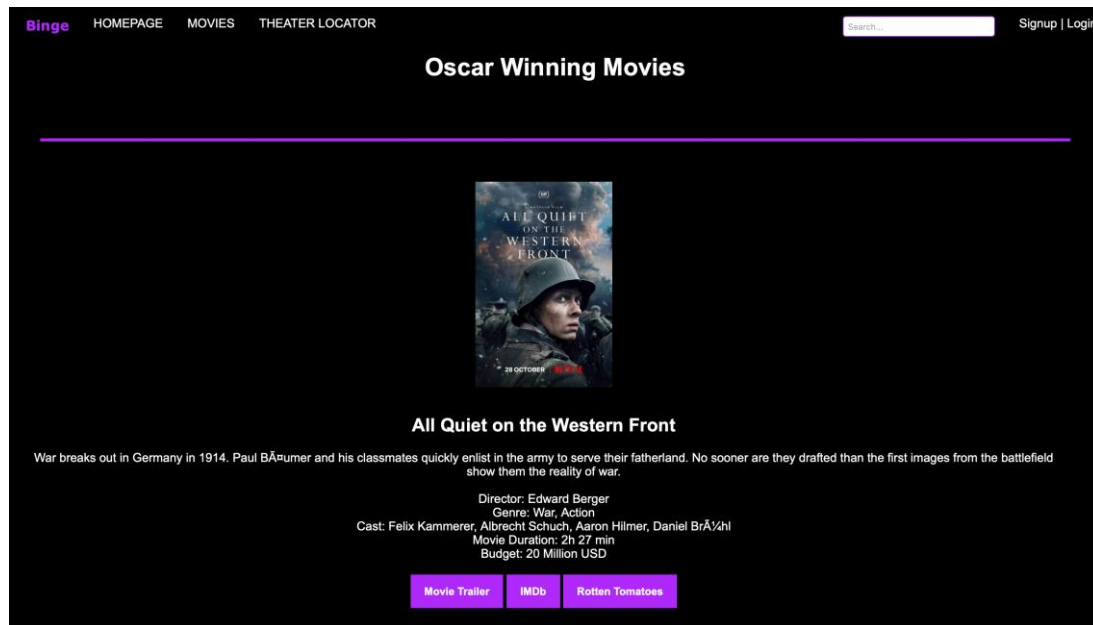 Binge HOMEPAGE MOVIES THEATER LOCATOR Search... Signup | Login
Oscar Winning Movies
ALL QUIET
ON THE
WESTERN
FRONT
28 OCTOBER NETFLIX
All Quiet on the Western Front
War breaks out in Germany in 1914. Paul BÃ¤umer and his classmates quickly enlist in the army to serve their fatherland. No sooner are they drafted than the first images from the battlefield
show them the reality of war.
Director: Edward Berger
Genre: War, Action
Cast: Felix Kammerer, Albrecht Schuch, Aaron Hilmer, Daniel BrÃ¼hl
Movie Duration: 2h 27 min
Budget: 20 Million USD
Movie Trailer IMDb Rotten Tomatoes